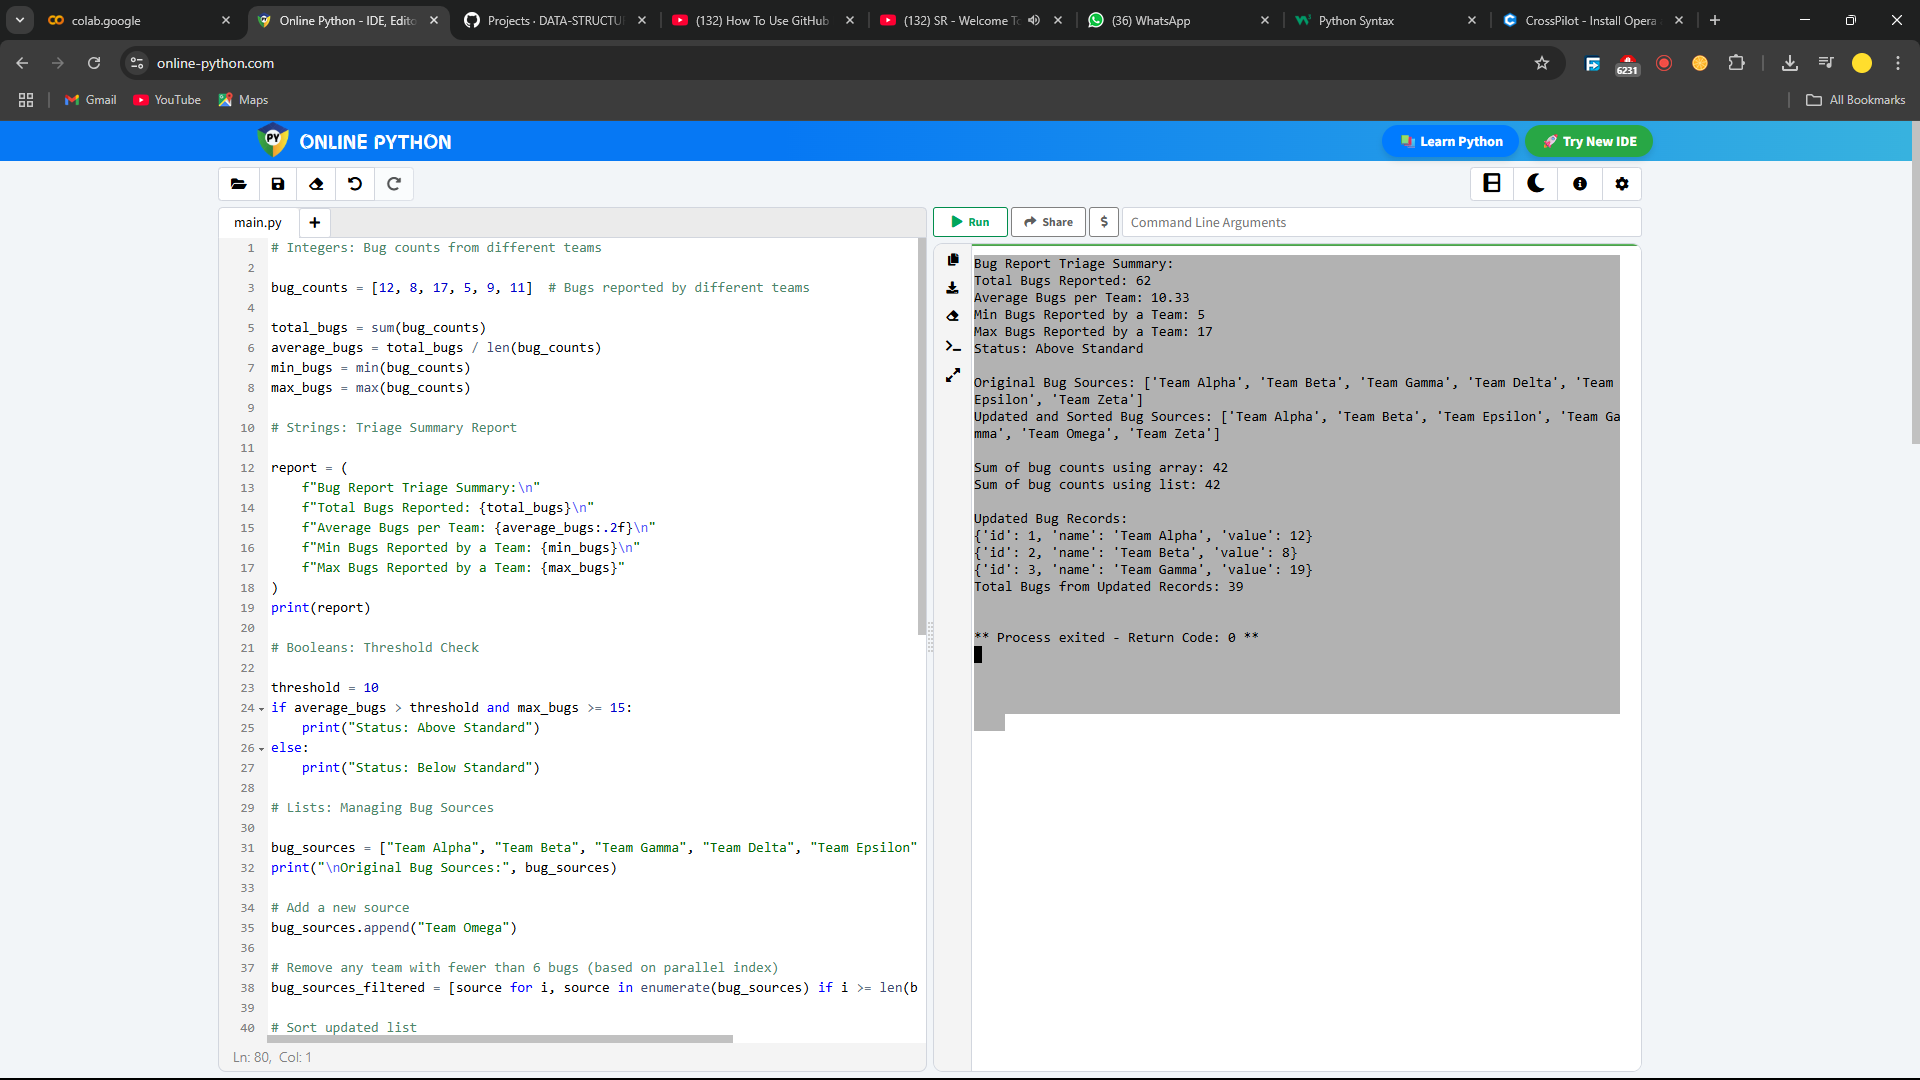 colab.google
Online Python - IDE, Edito
Projects · DATA-STRUCTU
(132) How To Use GitHub
(132) SR - Welcome To
(36) WhatsApp
Python Syntax
CrossPilot - Install Opera
online-python.com
6231
Gmail
YouTube
Maps
All Bookmarks
PY
ONLINE PYTHON
Learn Python
Try New IDE
main.py
+
Run
Share
$
Command Line Arguments
1 # Integers: Bug counts from different teams
2
3 bug_counts = [12, 8, 17, 5, 9, 11]  # Bugs reported by different teams
4
5 total_bugs = sum(bug_counts)
6 average_bugs = total_bugs / len(bug_counts)
7 min_bugs = min(bug_counts)
8 max_bugs = max(bug_counts)
9
10 # Strings: Triage Summary Report
11
12 report = (
13     f"Bug Report Triage Summary:\n"
14     f"Total Bugs Reported: {total_bugs}\n"
15     f"Average Bugs per Team: {average_bugs:.2f}\n"
16     f"Min Bugs Reported by a Team: {min_bugs}\n"
17     f"Max Bugs Reported by a Team: {max_bugs}"
18 )
19 print(report)
20
21 # Booleans: Threshold Check
22
23 threshold = 10
24 if average_bugs > threshold and max_bugs >= 15:
25     print("Status: Above Standard")
26 else:
27     print("Status: Below Standard")
28
29 # Lists: Managing Bug Sources
30
31 bug_sources = ["Team Alpha", "Team Beta", "Team Gamma", "Team Delta", "Team Epsilon"
32 print("\nOriginal Bug Sources:", bug_sources)
33
34 # Add a new source
35 bug_sources.append("Team Omega")
36
37 # Remove any team with fewer than 6 bugs (based on parallel index)
38 bug_sources_filtered = [source for i, source in enumerate(bug_sources) if i >= len(b
39
40 # Sort updated list
Ln: 80, Col: 1
Bug Report Triage Summary:
Total Bugs Reported: 62
Average Bugs per Team: 10.33
Min Bugs Reported by a Team: 5
Max Bugs Reported by a Team: 17
Status: Above Standard
Original Bug Sources: ['Team Alpha', 'Team Beta', 'Team Gamma', 'Team Delta', 'Team
Epsilon', 'Team Zeta']
Updated and Sorted Bug Sources: ['Team Alpha', 'Team Beta', 'Team Epsilon', 'Team Ga
mma', 'Team Omega', 'Team Zeta']
Sum of bug counts using array: 42
Sum of bug counts using list: 42
Updated Bug Records:
{'id': 1, 'name': 'Team Alpha', 'value': 12}
{'id': 2, 'name': 'Team Beta', 'value': 8}
{'id': 3, 'name': 'Team Gamma', 'value': 19}
Total Bugs from Updated Records: 39
** Process exited - Return Code: 0 **